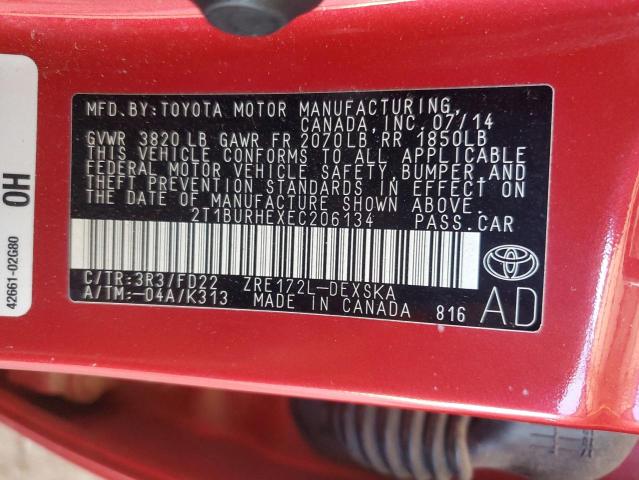 MFD. BY: TOYOTA MOTOR MANUFACTURING,
CANADA, INC. 07/14
GVWR 3820 LB GAWR FR 2070LB RR 1850LB
THIS VEHICLE CONFORMS TO ALL APPLICABLE
FEDERAL MOTOR VEHICLE SAFETY, BUMPER, AND
THEFT PREVENTION STANDARDS IN EFFECT ON
THE DATE OF MANUFACTURE SHOWN ABOVE.
2T1BURHEXEC206134 PASS.CAR
C/TR:3R3/FD22 ZRE172L-DEXSKA
A/TM:-04A/K313 MADE IN CANADA 816 AD
42661-02G80 0H